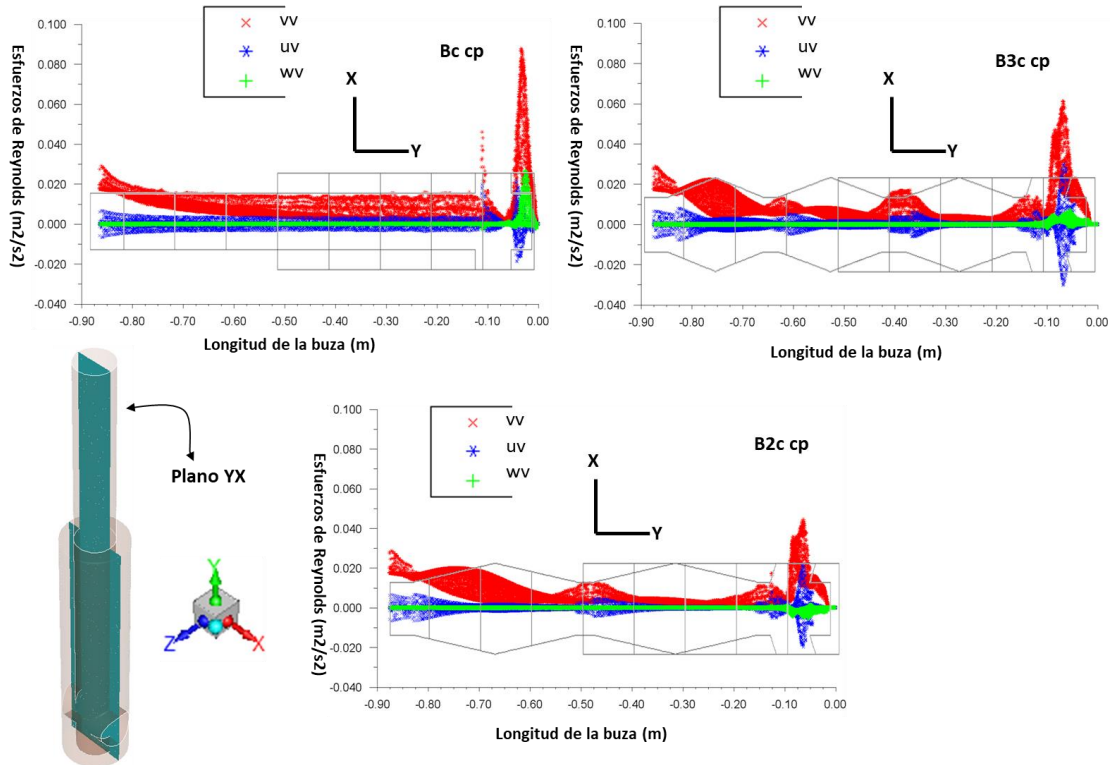 Esfuerzos de Reynolds (m2/s2)
0.100
0.080
0.060
0.040
0.020
0.000
-0.020
-0.040
vv
uv
wv
Bc cp
X
Y
-0.90 -0.80 -0.70 -0.60 -0.50 -0.40 -0.30 -0.20 -0.10 0.00
Longitud de la buza (m)
Esfuerzos de Reynolds (m2/s2)
0.100
0.080
0.060
0.040
0.020
0.000
-0.020
-0.040
vv
uv
wv
B3c cp
X
Y
-0.90 -0.80 -0.70 -0.60 -0.50 -0.40 -0.30 -0.20 -0.10 0.00
Longitud de la buza (m)
Plano YX
Y
Z
X
Esfuerzos de Reynolds (m2/s2)
0.100
0.080
0.060
0.040
0.020
0.000
-0.020
-0.040
vv
uv
wv
B2c cp
X
Y
-0.90 -0.80 -0.70 -0.60 -0.50 -0.40 -0.30 -0.20 -0.10 0.00
Longitud de la buza (m)